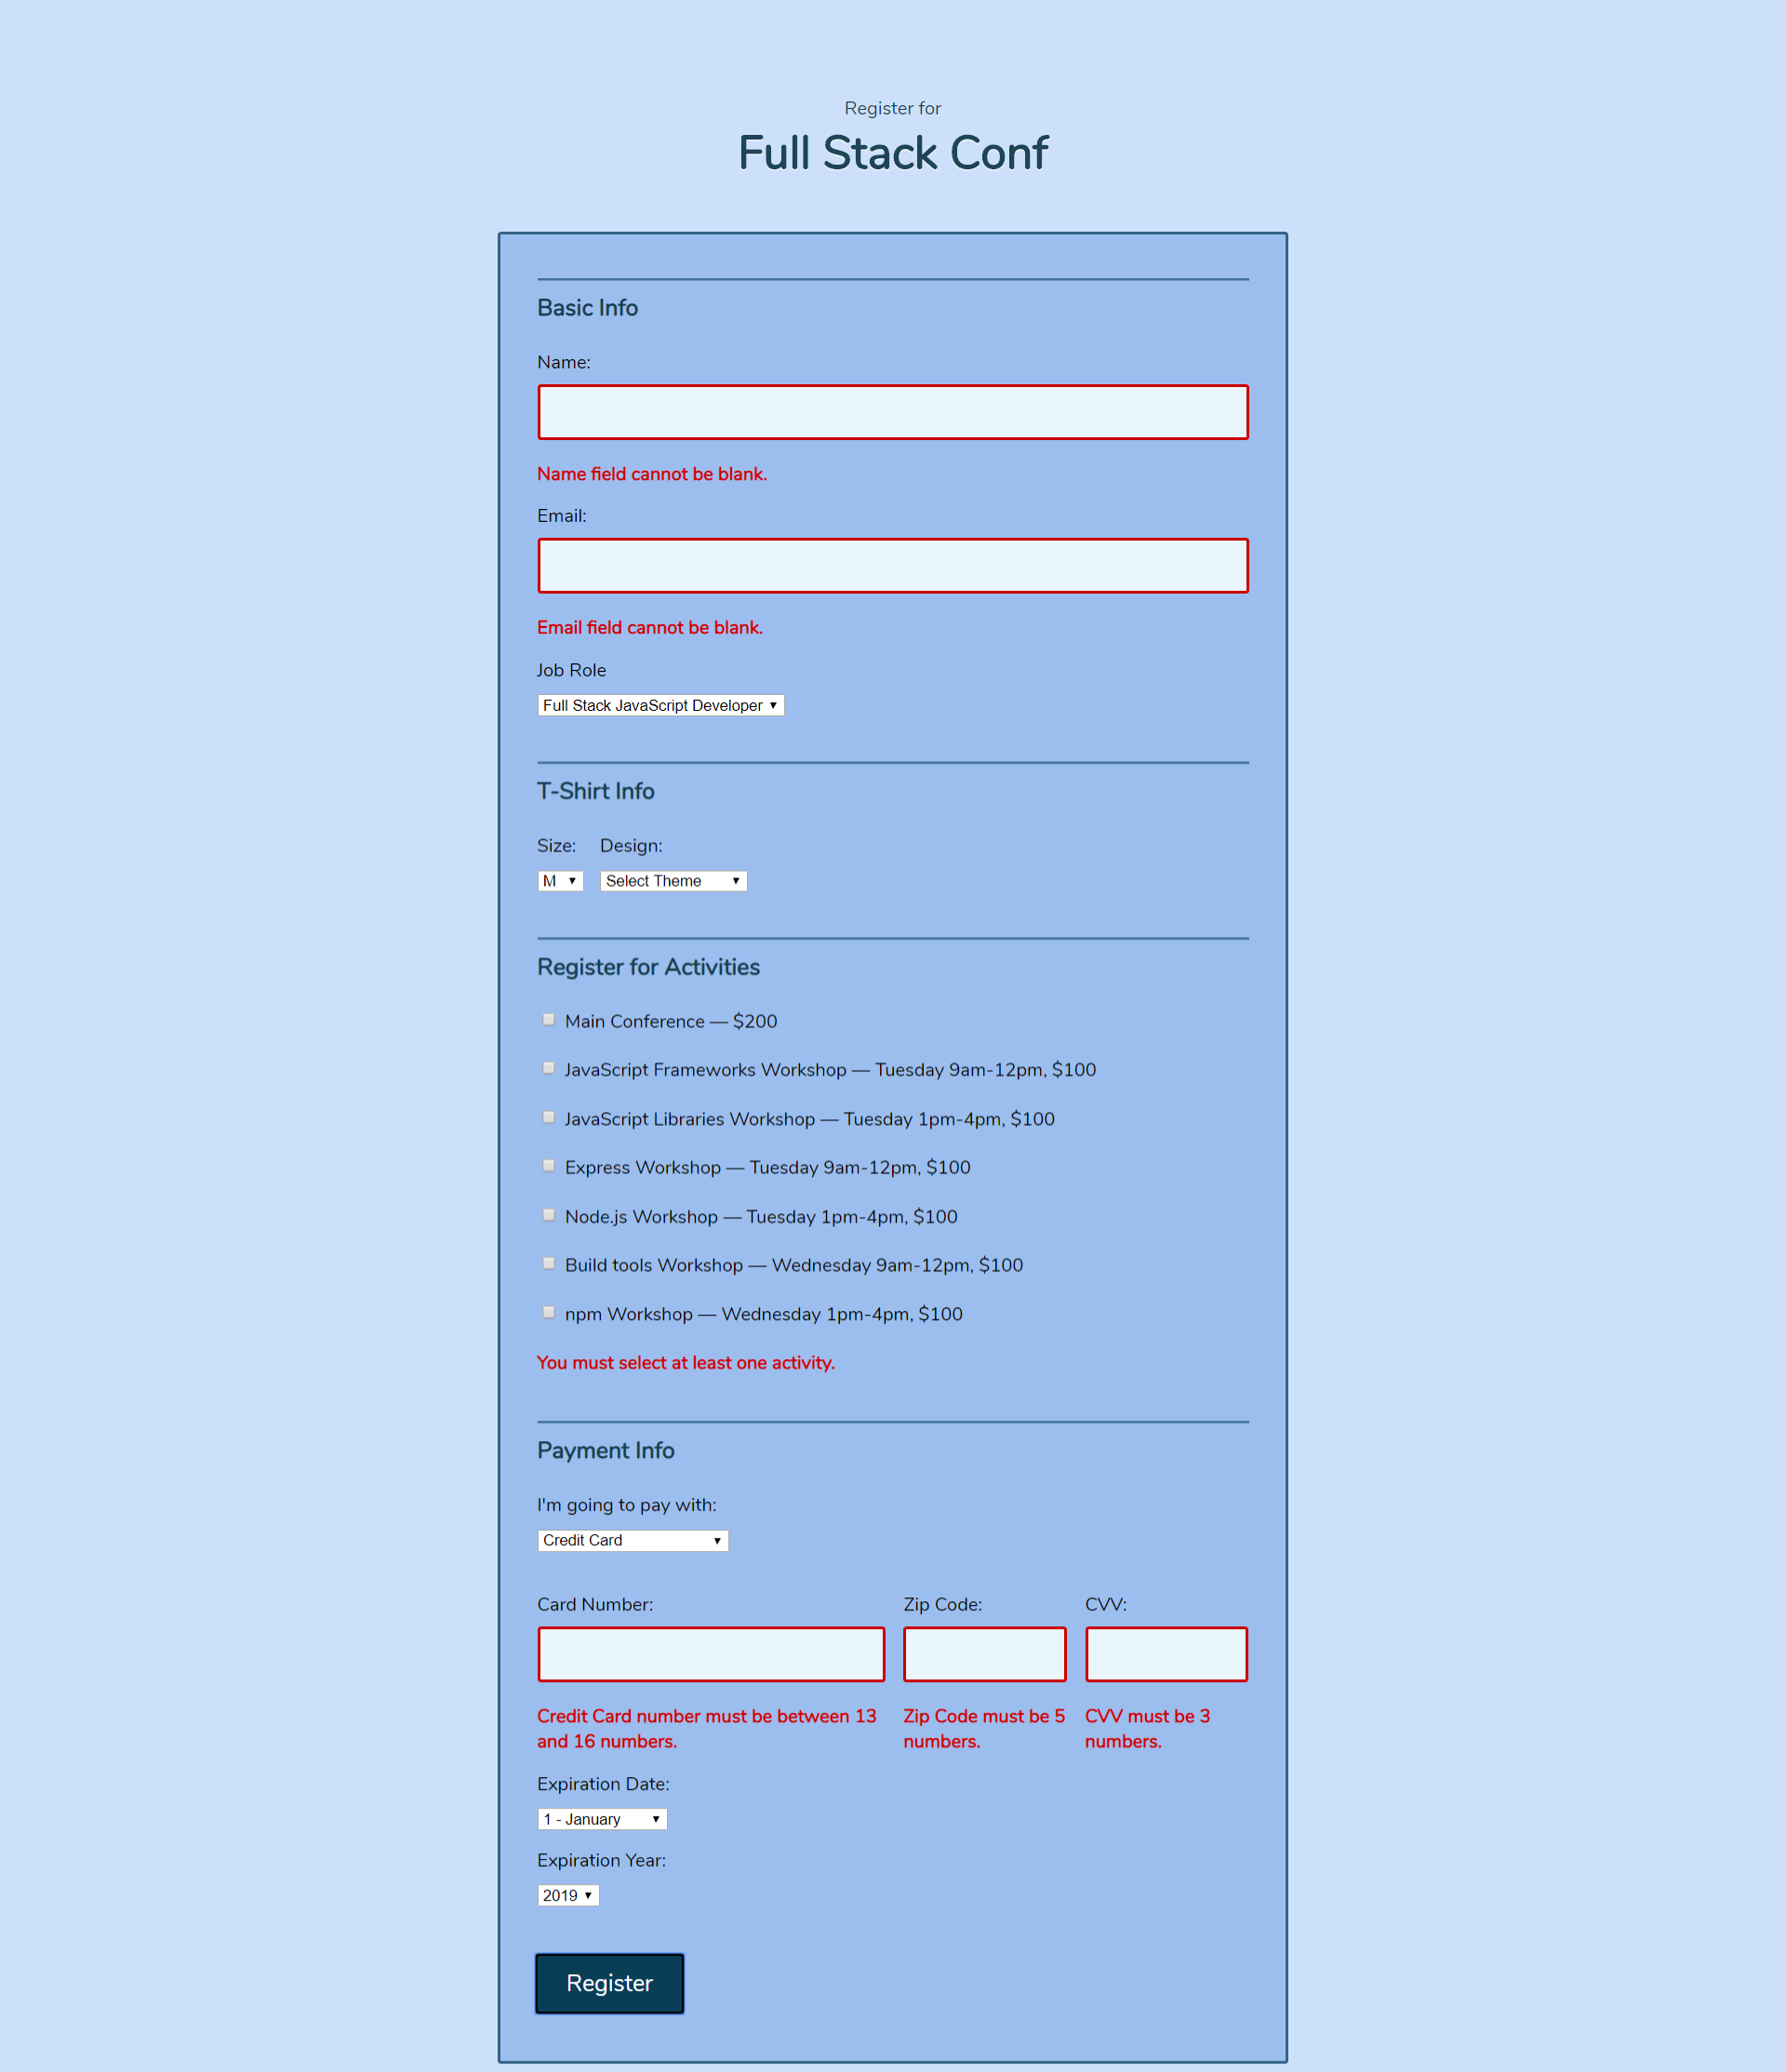 Register for
Full Stack Conf
Basic Info
Name:
Name field cannot be blank.
Email:
Email field cannot be blank.
Job Role
Full Stack JavaScript Developer
T-Shirt Info
Size: Design:
M Select Theme
Register for Activities
Main Conference — $200
JavaScript Frameworks Workshop — Tuesday 9am-12pm, $100
JavaScript Libraries Workshop — Tuesday 1pm-4pm, $100
Express Workshop — Tuesday 9am-12pm, $100
Node.js Workshop — Tuesday 1pm-4pm, $100
Build tools Workshop — Wednesday 9am-12pm, $100
npm Workshop — Wednesday 1pm-4pm, $100
You must select at least one activity.
Payment Info
I'm going to pay with:
Credit Card
Card Number: Zip Code: CVV:
Credit Card number must be between 13 Zip Code must be 5 CVV must be 3
and 16 numbers. numbers. numbers.
Expiration Date:
1 - January
Expiration Year:
2019
Register